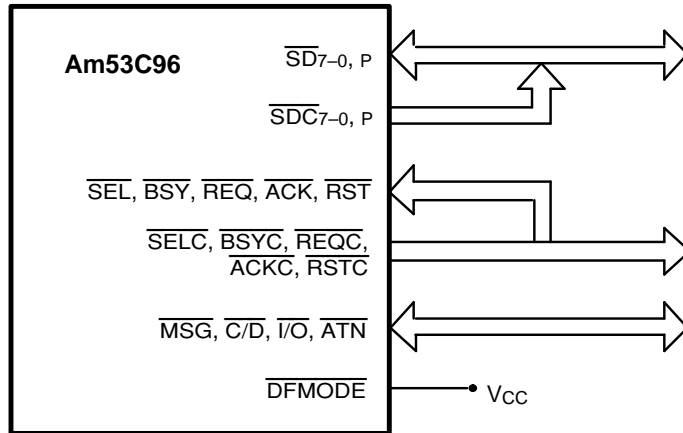 Am53C96
SD7–0, P
SDC7–0, P
SEL, BSY, REQ, ACK, RST
SELC, BSYC, REQC,
ACKC, RSTC
MSG, C/D, I/O, ATN
DFMODE
VCC